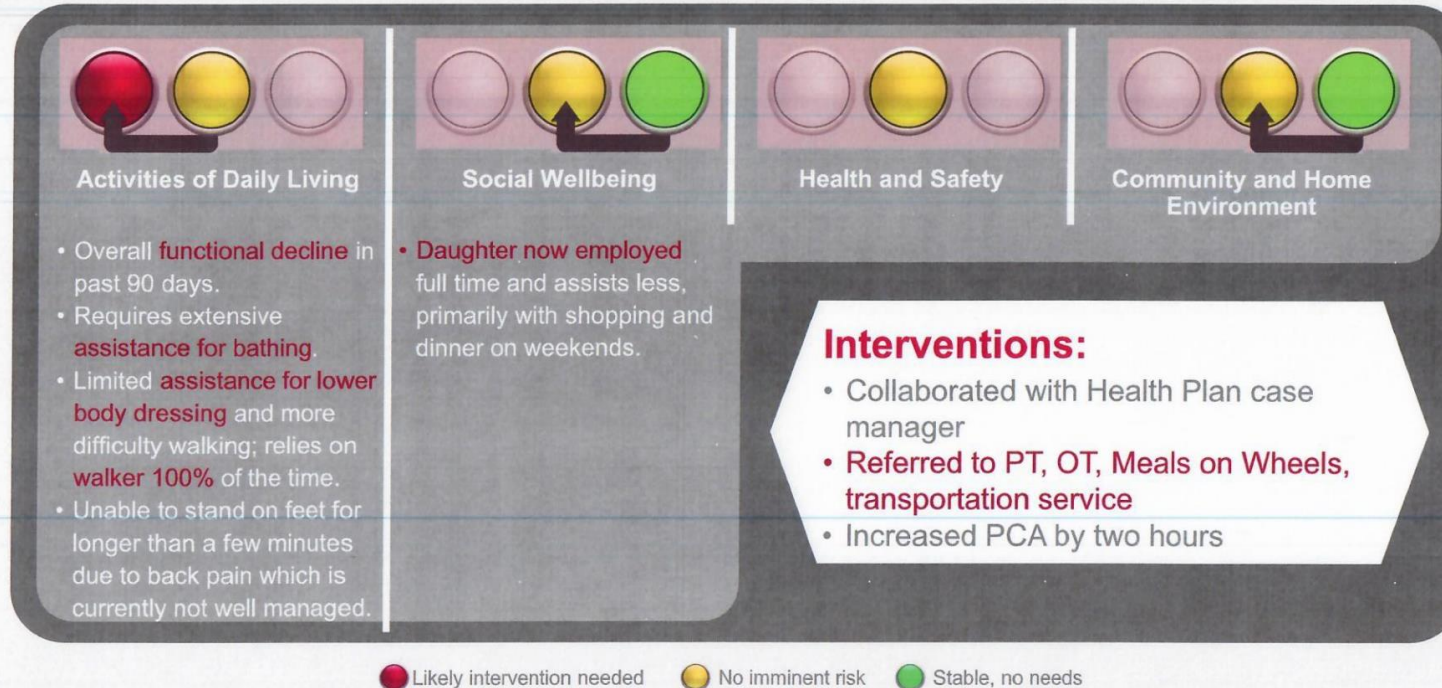 Activities of Daily Living
• Overall functional decline in
past 90 days.
• Requires extensive
assistance for bathing.
• Limited assistance for lower
body dressing and more
difficulty walking; relies on
walker 100% of the time.
• Unable to stand on feet for
longer than a few minutes
due to back pain which is
currently not well managed.
Social Wellbeing
• Daughter now employed
full time and assists less,
primarily with shopping and
dinner on weekends.
Health and Safety
Community and Home
Environment
Interventions:
• Collaborated with Health Plan case
manager
• Referred to PT, OT, Meals on Wheels,
transportation service
• Increased PCA by two hours
Likely intervention needed
No imminent risk
Stable, no needs